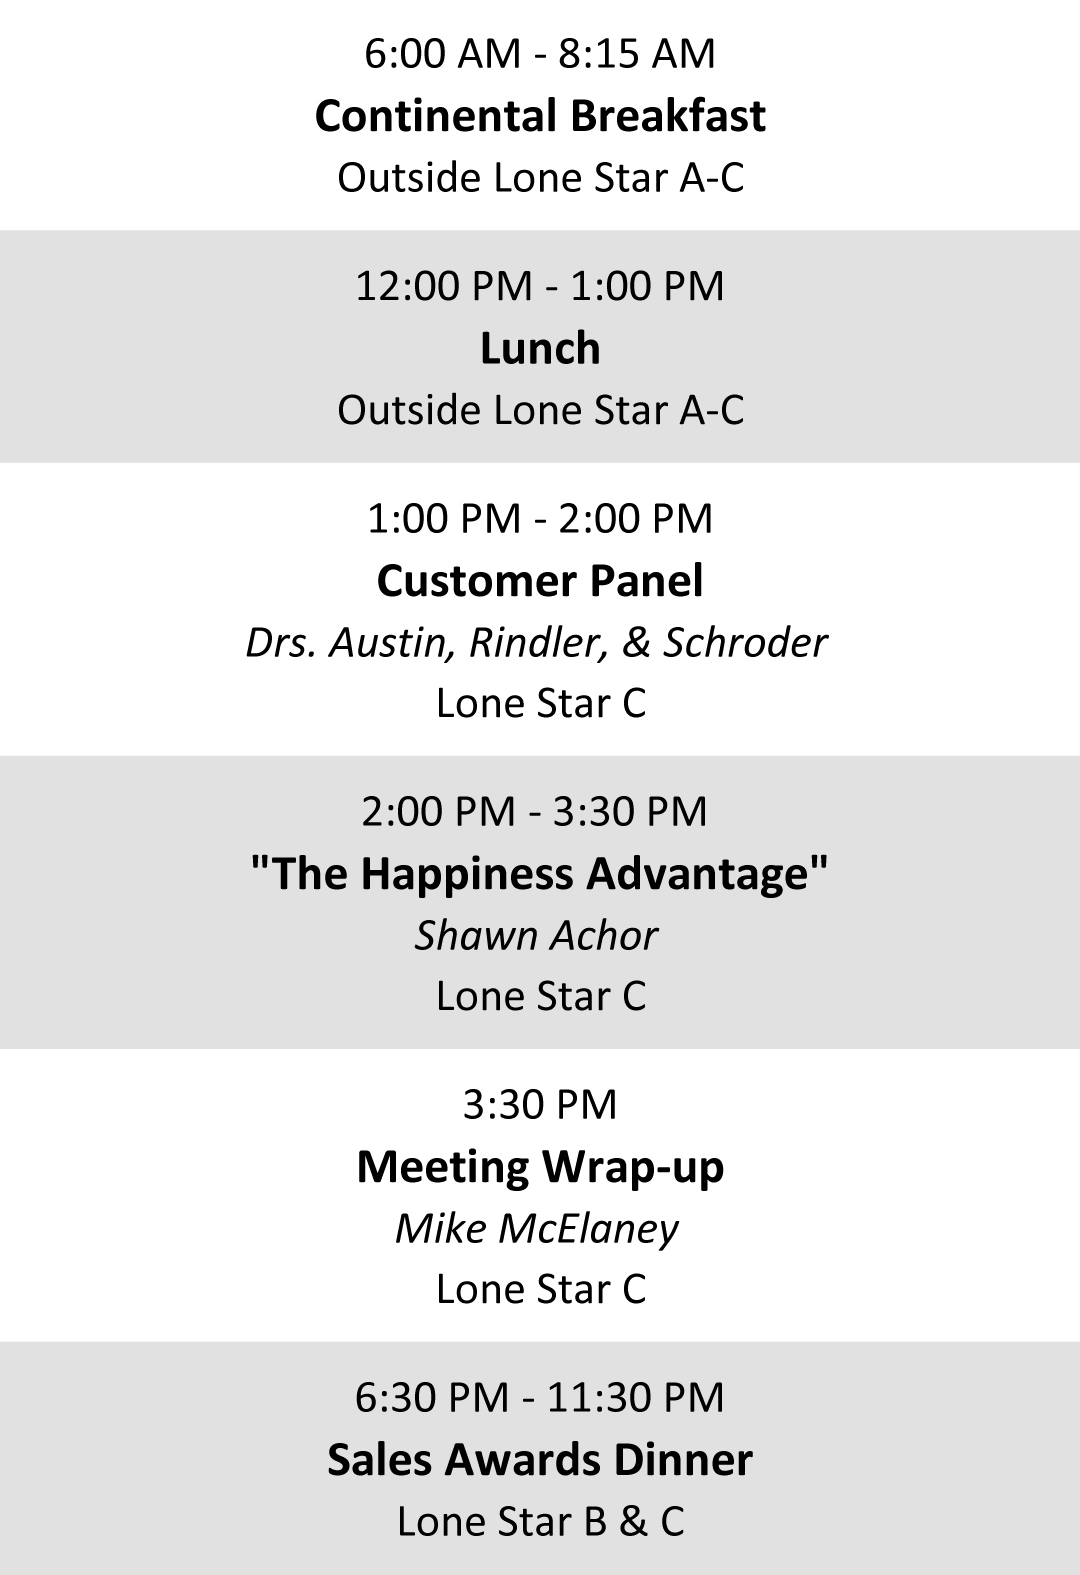 6:00 AM - 8:15 AM
Continental Breakfast
Outside Lone Star A-C
12:00 PM - 1:00 PM
Lunch
Outside Lone Star A-C
1:00 PM - 2:00 PM
Customer Panel
Drs. Austin, Rindler, & Schroder
Lone Star C
2:00 PM - 3:30 PM
"The Happiness Advantage"
Shawn Achor
Lone Star C
3:30 PM
Meeting Wrap-up
Mike McElaney
Lone Star C
6:30 PM - 11:30 PM
Sales Awards Dinner
Lone Star B & C